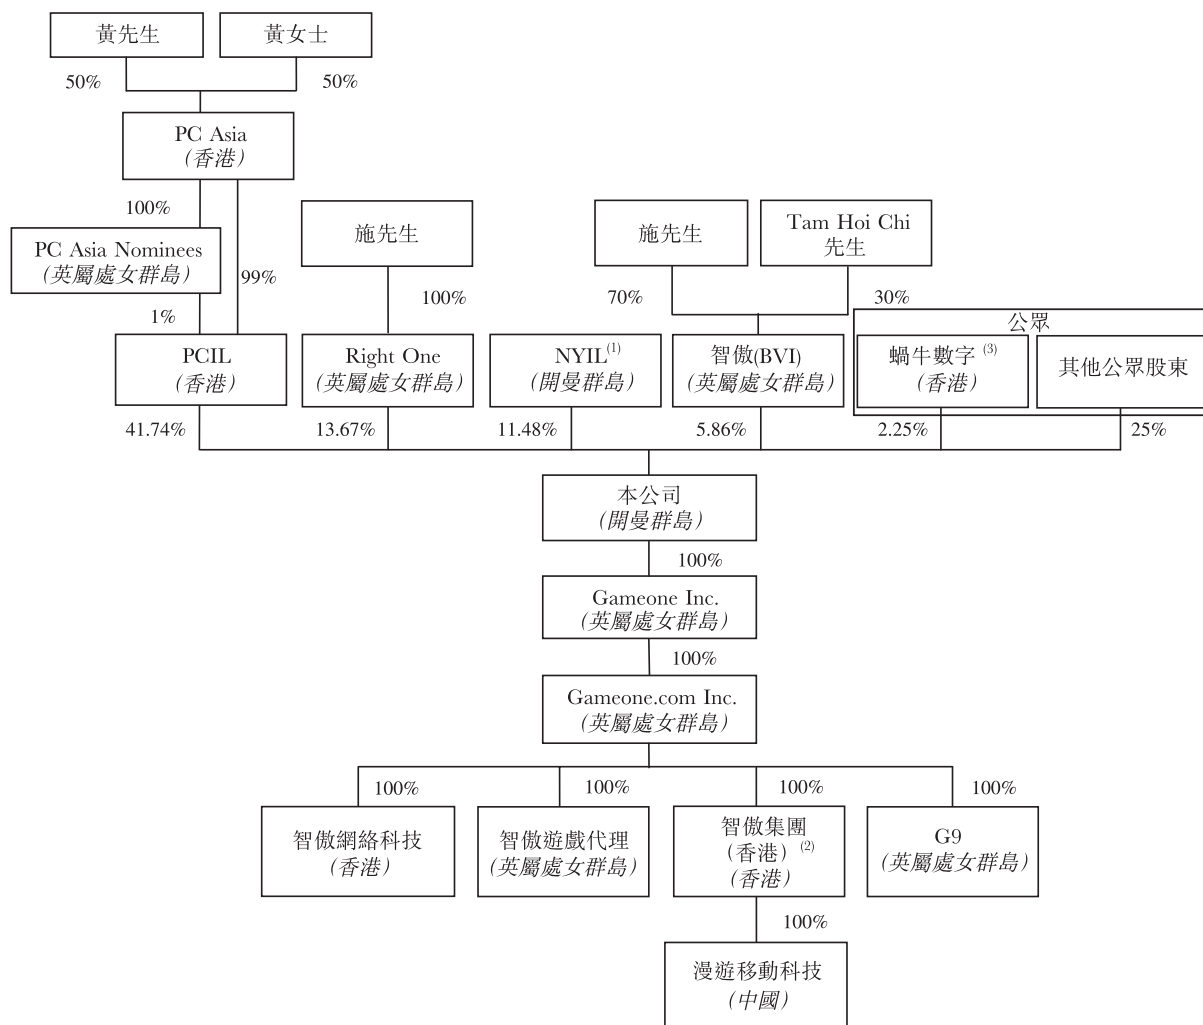 黃先生
黃女士
50%
50%
PC Asia
(香港)
100%
99%
PC Asia Nominees
(英屬處女群島)
1%
施先生
100%
施先生
Tam Hoi Chi
先生
70%
30%
公眾
PCIL
(香港)
Right One
(英屬處女群島)
NYIL(1)
(開曼群島)
智傲(BVI)
(英屬處女群島)
蝸牛數字(3)
(香港)
其他公眾股東
41.74%
13.67%
11.48%
5.86%
2.25%
25%
本公司
(開曼群島)
100%
Gameone Inc.
(英屬處女群島)
100%
Gameone.com Inc.
(英屬處女群島)
100%
100%
100%
100%
智傲網絡科技
(香港)
智傲遊戲代理
(英屬處女群島)
智傲集團
(香港)(2)
(香港)
G9
(英屬處女群島)
100%
漫遊移動科技
(中國)